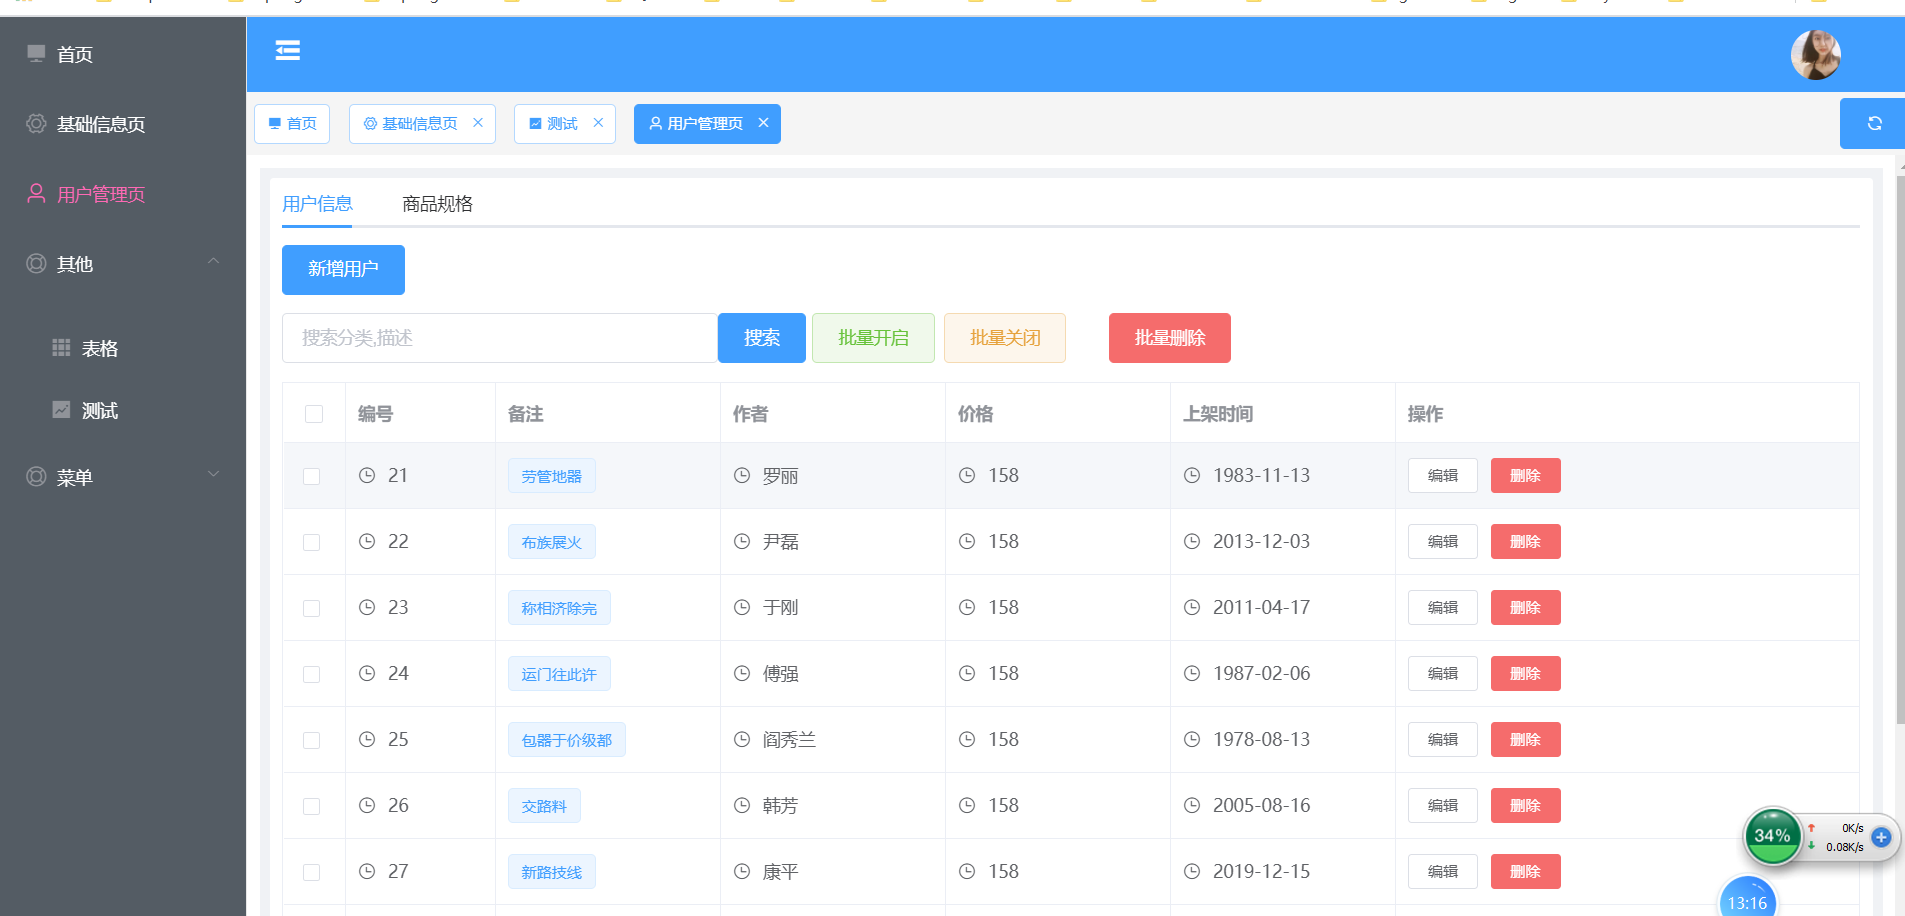 首页
基础信息页
用户管理页
其他
表格
测试
菜单
首页 基础信息页 测试 用户管理页
用户信息 商品规格
新增用户
搜索分类,描述 搜索 批量开启 批量关闭 批量删除
编号 备注 作者 价格 上架时间 操作
21 劳管地器 罗丽 158 1983-11-13 编辑 删除
22 布族展火 尹磊 158 2013-12-03 编辑 删除
23 称相济除完 于刚 158 2011-04-17 编辑 删除
24 运门往此许 傅强 158 1987-02-06 编辑 删除
25 包器于价级都 阎秀兰 158 1978-08-13 编辑 删除
26 交路料 韩芳 158 2005-08-16 编辑 删除
27 新路技线 康平 158 2019-12-15 编辑 删除
34% 0K/s
0.08K/s
13:16